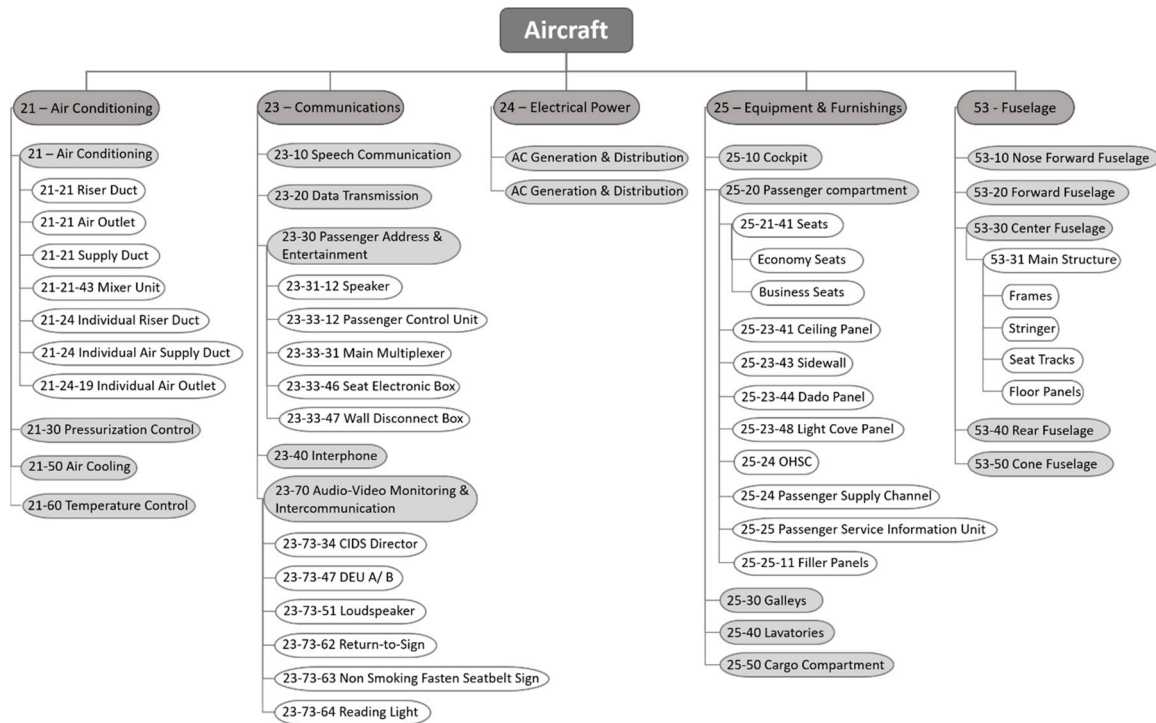 Aircraft
21 – Air Conditioning
21 – Air Conditioning
21-21 Riser Duct
21-21 Air Outlet
21-21 Supply Duct
21-21-43 Mixer Unit
21-24 Individual Riser Duct
21-24 Individual Air Supply Duct
21-24-19 Individual Air Outlet
21-30 Pressurization Control
21-50 Air Cooling
21-60 Temperature Control
23 – Communications
23-10 Speech Communication
23-20 Data Transmission
23-30 Passenger Address &
Entertainment
23-31-12 Speaker
23-33-12 Passenger Control Unit
23-33-31 Main Multiplexer
23-33-46 Seat Electronic Box
23-33-47 Wall Disconnect Box
23-40 Interphone
23-70 Audio-Video Monitoring &
Intercommunication
23-73-34 CIDS Director
23-73-47 DEU A/ B
23-73-51 Loudspeaker
23-73-62 Return-to-Sign
23-73-63 Non Smoking Fasten Seatbelt Sign
23-73-64 Reading Light
24 – Electrical Power
AC Generation & Distribution
AC Generation & Distribution
25 – Equipment & Furnishings
25-10 Cockpit
25-20 Passenger compartment
25-21-41 Seats
Economy Seats
Business Seats
25-23-41 Ceiling Panel
25-23-43 Sidewall
25-23-44 Dado Panel
25-23-48 Light Cove Panel
25-24 OHSC
25-24 Passenger Supply Channel
25-25 Passenger Service Information Unit
25-25-11 Filler Panels
25-30 Galleys
25-40 Lavatories
25-50 Cargo Compartment
53 - Fuselage
53-10 Nose Forward Fuselage
53-20 Forward Fuselage
53-30 Center Fuselage
53-31 Main Structure
Frames
Stringer
Seat Tracks
Floor Panels
53-40 Rear Fuselage
53-50 Cone Fuselage